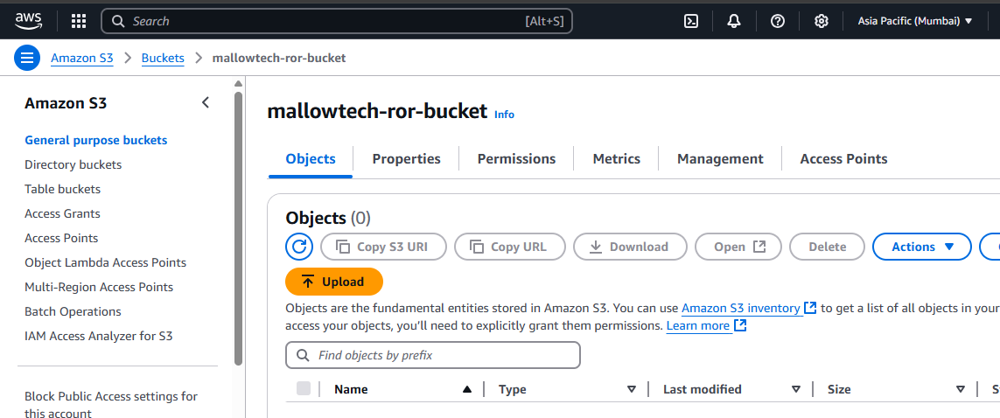 aws Search [Alt+S] Asia Pacific (Mumbai)
Amazon S3 Buckets mallowtech-ror-bucket
Amazon S3
General purpose buckets
Directory buckets
Table buckets
Access Grants
Access Points
Object Lambda Access Points
Multi-Region Access Points
Batch Operations
IAM Access Analyzer for S3
Block Public Access settings for
this account
mallowtech-ror-bucket Info
Objects Properties Permissions Metrics Management Access Points
Objects (0)
Copy S3 URI Copy URL Download Open Delete Actions
Upload
Objects are the fundamental entities stored in Amazon S3. You can use Amazon S3 inventory to get a list of all objects in your
access your objects, you'll need to explicitly grant them permissions. Learn more
Find objects by prefix
Name Type Last modified Size